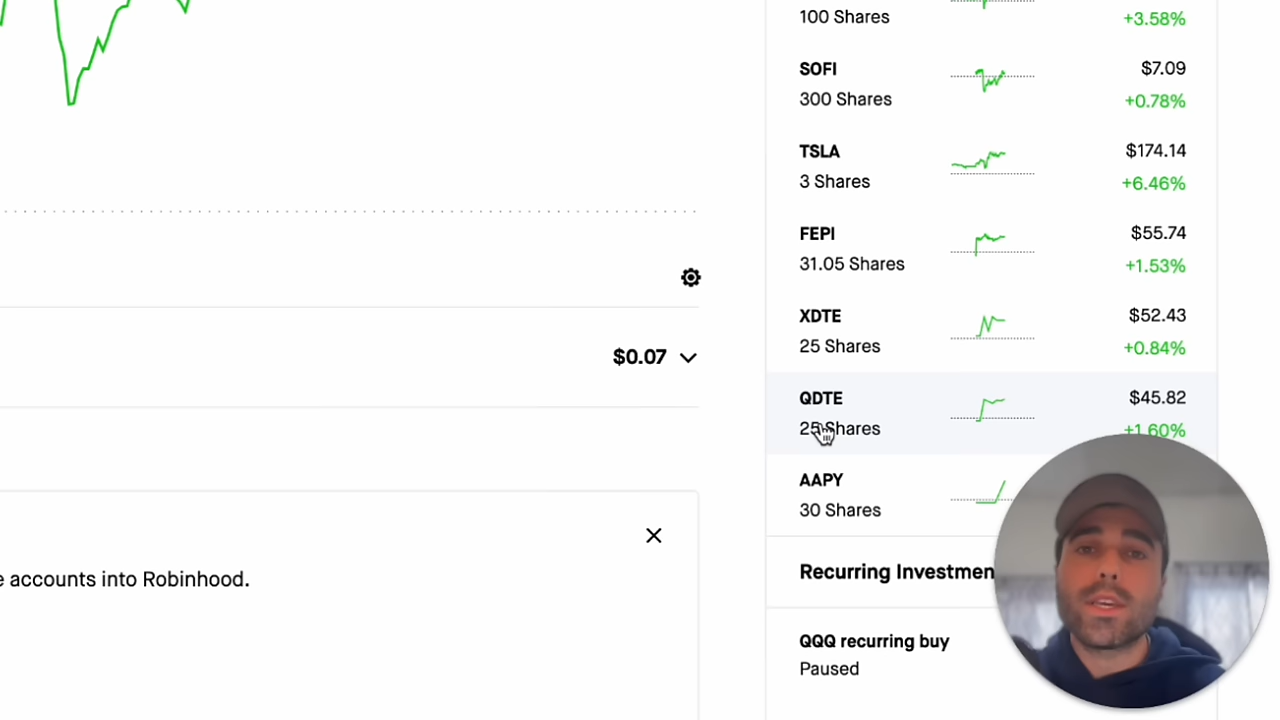 100 Shares
+3.58%
SOFI
$7.09
300 Shares
+0.78%
TSLA
$174.14
3 Shares
+6.46%
FEPI
$55.74
31.05 Shares
+1.53%
XDTE
$52.43
25 Shares
+0.84%
$0.07
QDTE
$45.82
25 Shares
+1.60%
AAPY
30 Shares
e accounts into Robinhood.
Recurring Investmen
QQQ recurring buy
Paused